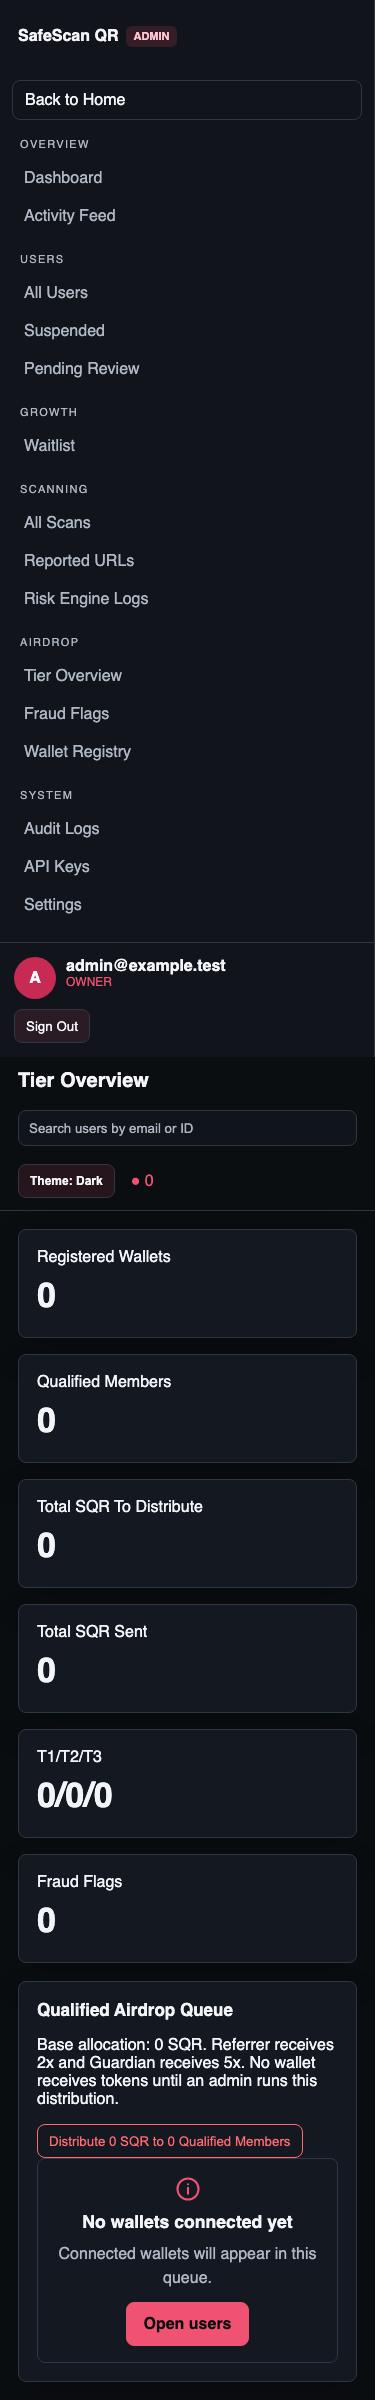 SafeScan QR ADMIN
Back to Home
OVERVIEW
Dashboard
Activity Feed
USERS
All Users
Suspended
Pending Review
GROWTH
Waitlist
SCANNING
All Scans
Reported URLs
Risk Engine Logs
AIRDROP
Tier Overview
Fraud Flags
Wallet Registry
SYSTEM
Audit Logs
API Keys
Settings
A
admin@example.test
OWNER
Sign Out
Tier Overview
Search users by email or ID
Theme: Dark
0
Registered Wallets
0
Qualified Members
0
Total SQR To Distribute
0
Total SQR Sent
0
T1/T2/T3
0/0/0
Fraud Flags
0
Qualified Airdrop Queue
Base allocation: 0 SQR. Referrer receives
2x and Guardian receives 5x. No wallet
receives tokens until an admin runs this
distribution.
Distribute 0 SQR to 0 Qualified Members
No wallets connected yet
Connected wallets will appear in this
queue.
Open users